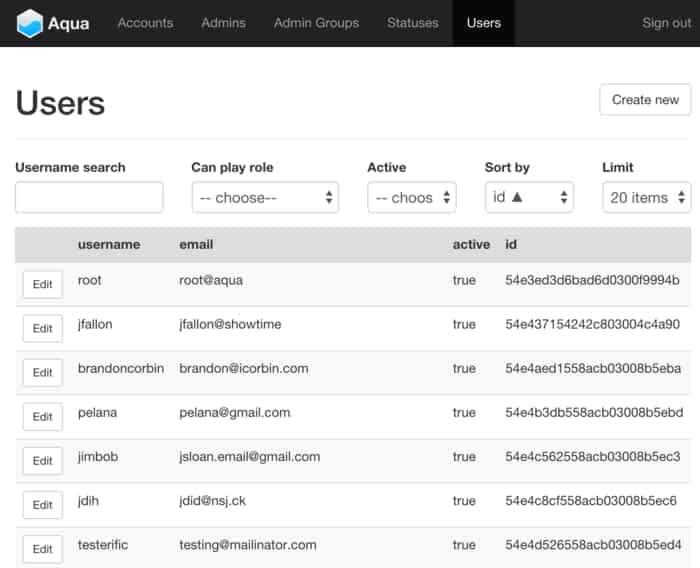 Aqua Accounts Admins Admin Groups Statuses Users Sign out
Users Create new
Username search Can play role Active Sort by Limit
-- choose-- -- choos id ▲ 20 items
username email active id
Edit root root@aqua true 54e3ed3d6bad6d0300f9994b
Edit jfallon jfallon@showtime true 54e437154242c803004c4a90
Edit brandoncorbin brandon@icorbin.com true 54e4aed1558acb03008b5eba
Edit pelana pelana@gmail.com true 54e4b3db558acb03008b5ebd
Edit jimbob jsloan.email@gmail.com true 54e4c562558acb03008b5ec3
Edit jdih jdid@nsj.ck true 54e4c8cf558acb03008b5ec6
Edit testerific testing@mailinator.com true 54e4d526558acb03008b5ed4